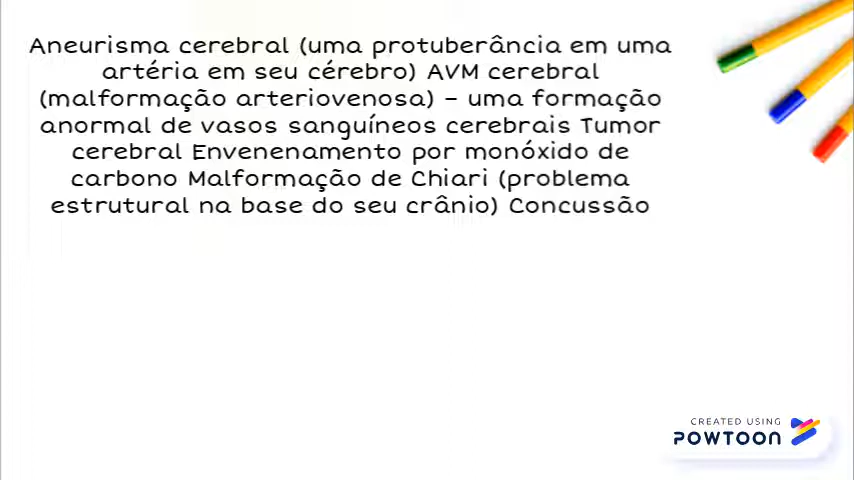 Aneurisma cerebral (uma protuberância em uma
artéria em seu cérebro) AVM cerebral
(malformação arteriovenosa) – uma formação
anormal de vasos sanguíneos cerebrais Tumor
cerebral Envenenamento por monóxido de
carbono Malformação de Chiari (problema
estrutural na base do seu crânio) Concussão
CREATED USING
POWTOON